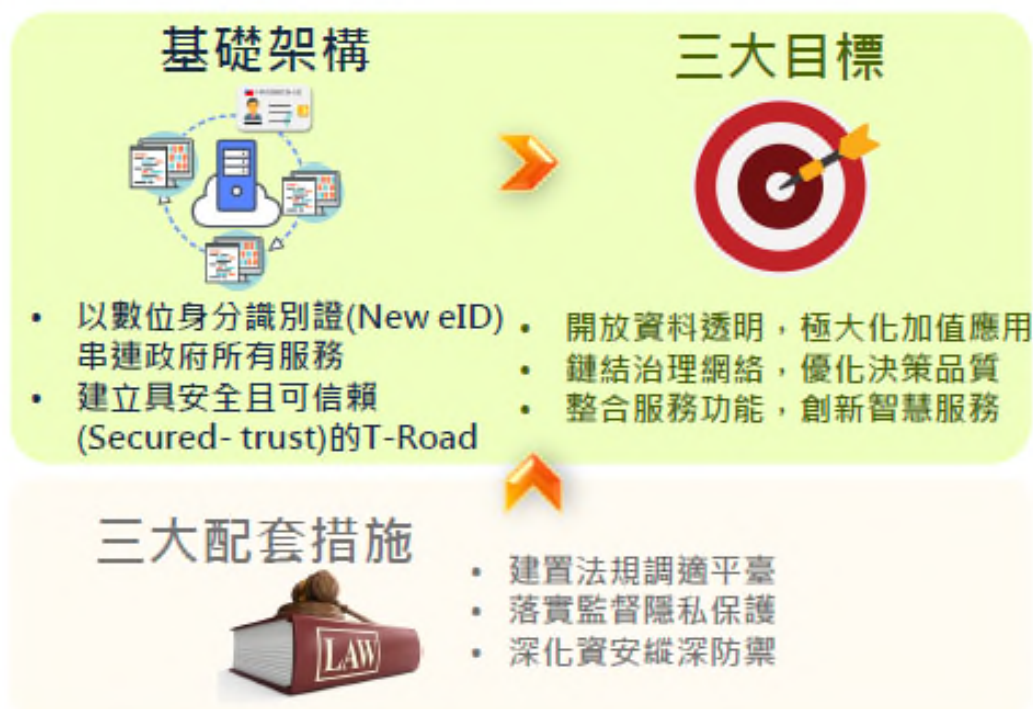 基礎架構
• 以數位身分識別證(New eID)
串連政府所有服務
• 建立具安全且可信賴
(Secured- trust)的T-Road
三大目標
• 開放資料透明，極大化加值應用
• 鏈結治理網絡，優化決策品質
• 整合服務功能，創新智慧服務
三大配套措施
LAW
• 建置法規調適平臺
• 落實監督隱私保護
• 深化資安縱深防禦